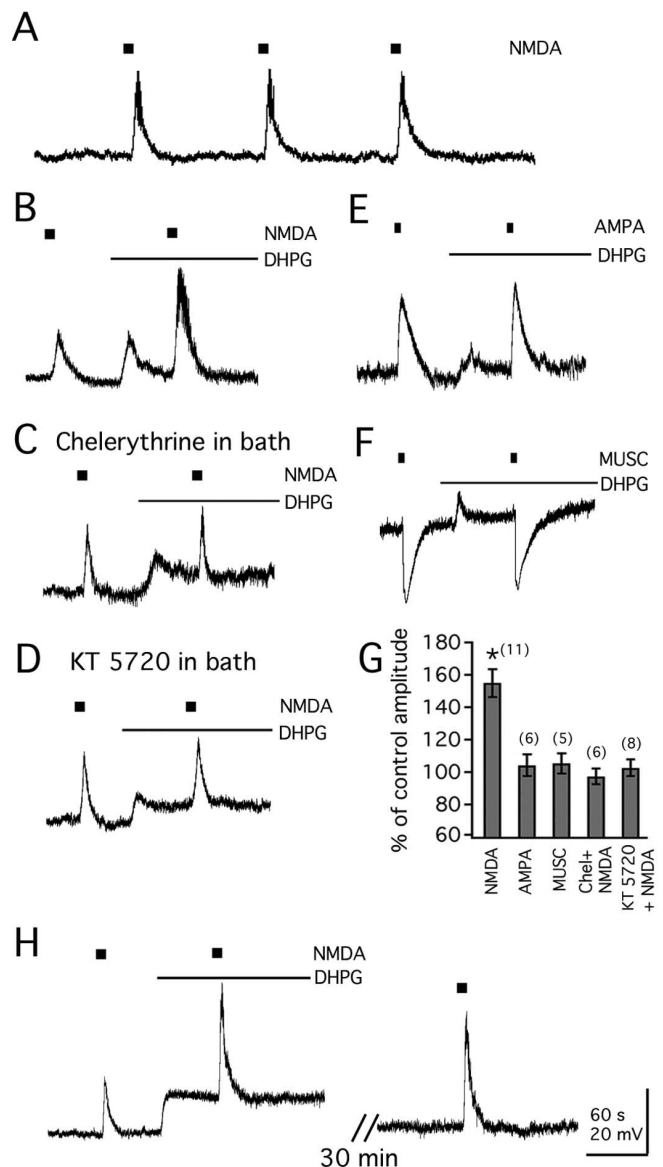 A
NMDA
B
NMDA
DHPG
E
AMPA
DHPG
C Chelerythrine in bath
NMDA
DHPG
F
MUSC
DHPG
D KT 5720 in bath
NMDA
DHPG
G
% of control amplitude
180
160
140
120
100
80
60
*(11)
(6)
(5)
(6)
(8)
NMDA
AMPA
MUSC
Chel+
NMDA
KT 5720
+ NMDA
H
NMDA
DHPG
30 min
60 s
20 mV